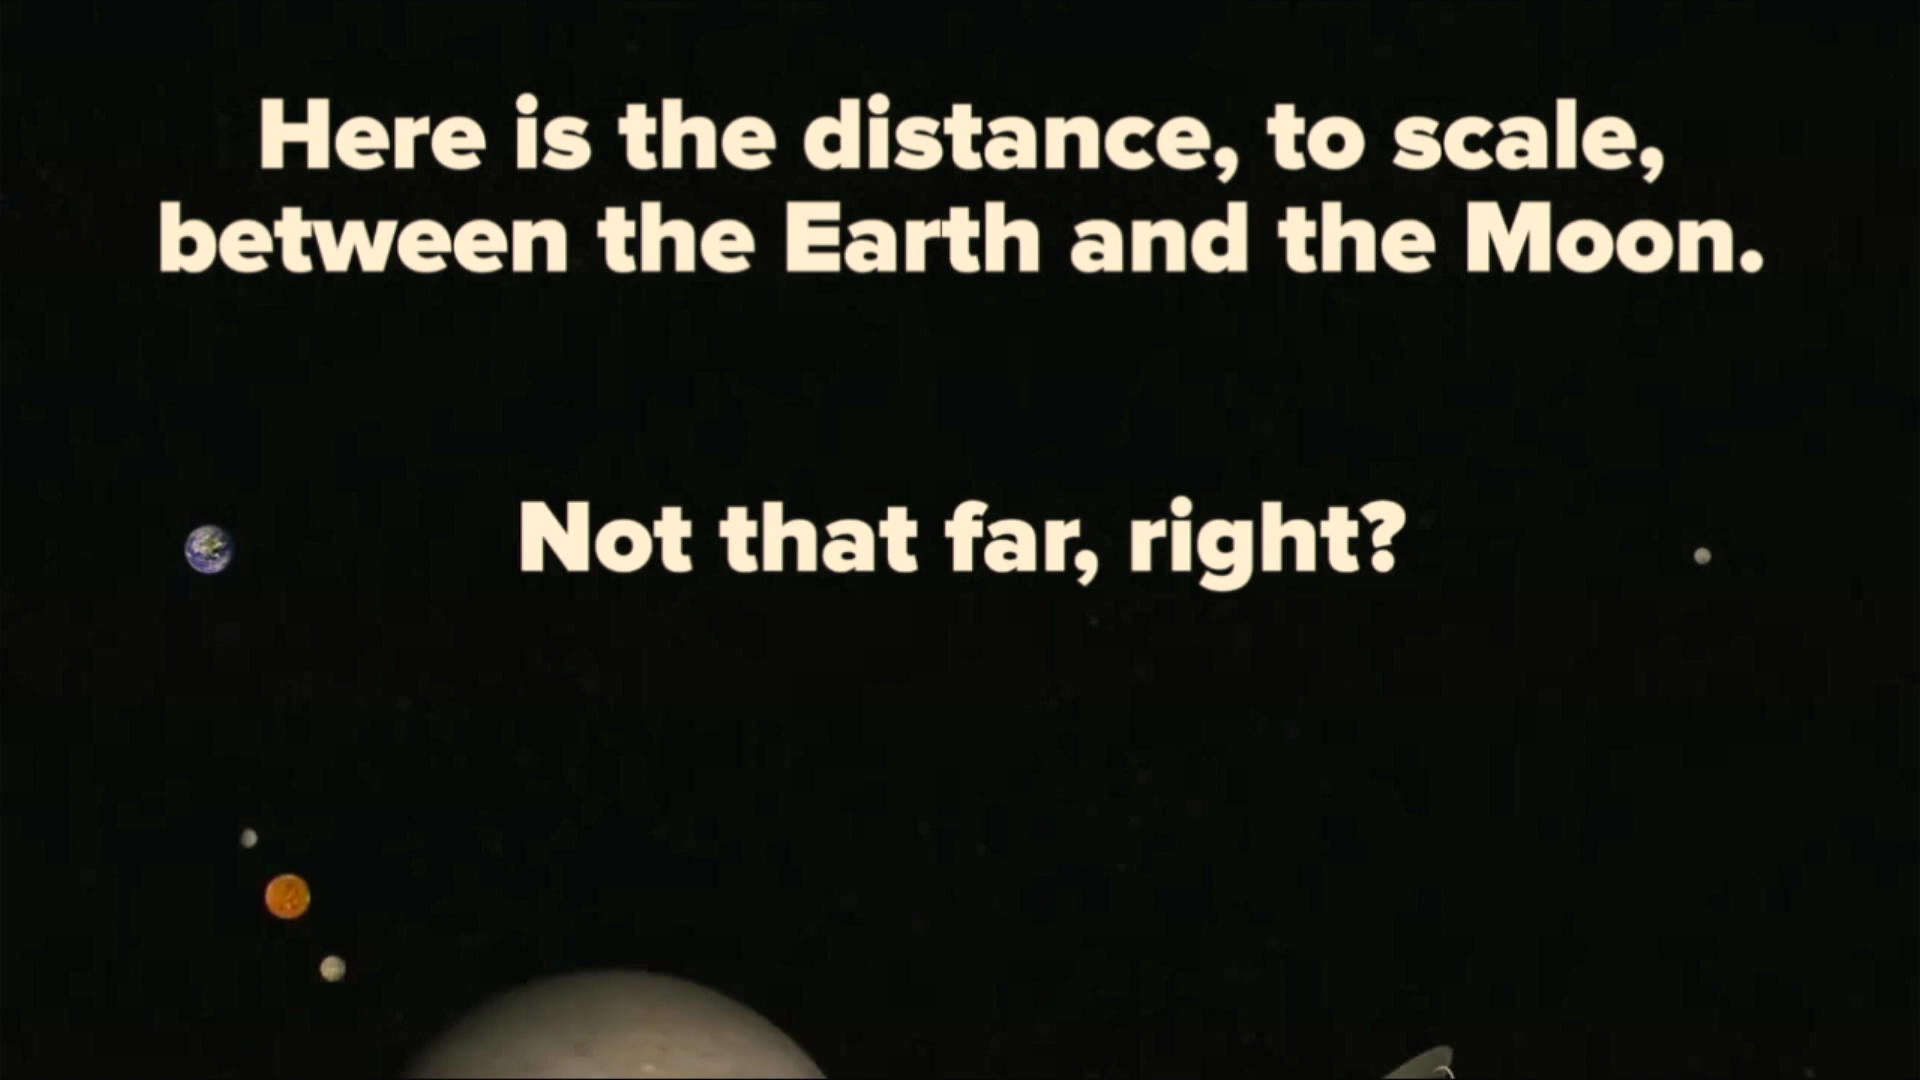 Here is the distance, to scale,
between the Earth and the Moon.
Not that far, right?